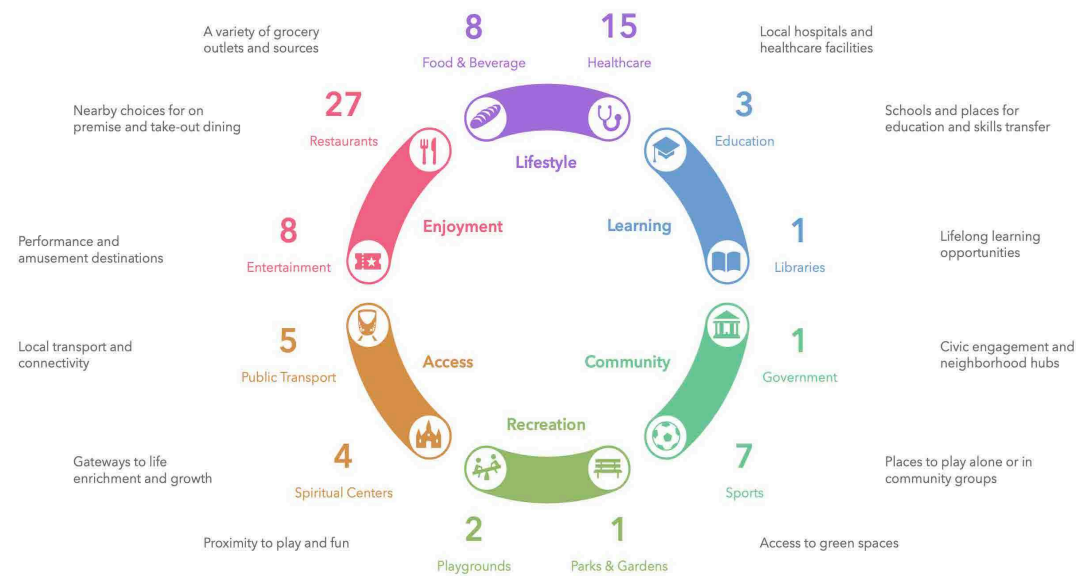 8
Food & Beverage
A variety of grocery
outlets and sources
15
Healthcare
Local hospitals and
healthcare facilities
27
Restaurants
Nearby choices for on
premise and take-out dining
3
Education
Schools and places for
education and skills transfer
Lifestyle
Enjoyment
Learning
8
Entertainment
Performance and
amusement destinations
1
Libraries
Lifelong learning
opportunities
5
Public Transport
Local transport and
connectivity
Access
Community
1
Government
Civic engagement and
neighborhood hubs
Recreation
4
Spiritual Centers
Gateways to life
enrichment and growth
7
Sports
Places to play alone or in
community groups
2
Playgrounds
Proximity to play and fun
1
Parks & Gardens
Access to green spaces